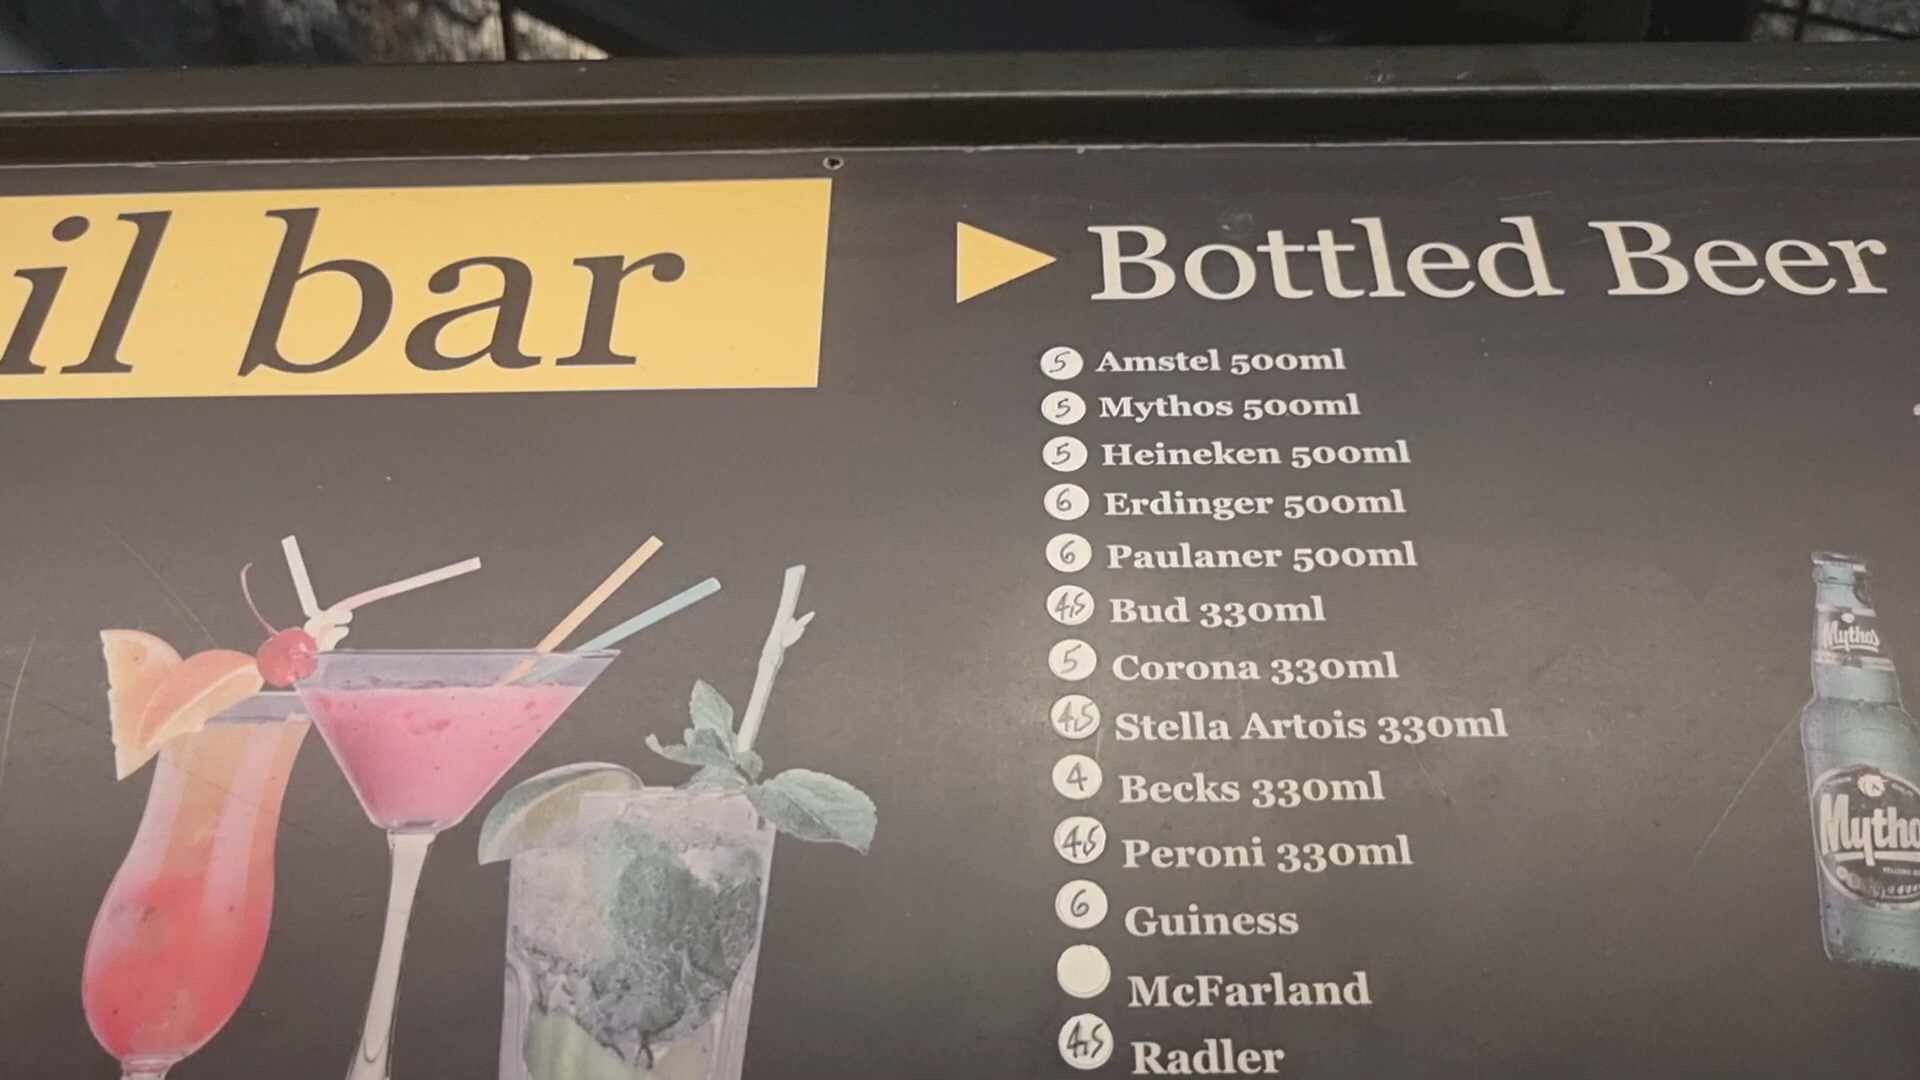 il bar
Bottled Beer
5 Amstel 500ml
5 Mythos 500ml
5 Heineken 500ml
6 Erdinger 500ml
6 Paulaner 500ml
4,5 Bud 330ml
5 Corona 330ml
4,5 Stella Artois 330ml
4 Becks 330ml
4,5 Peroni 330ml
6 Guiness
McFarland
4,5 Radler
Mythos
Mytho